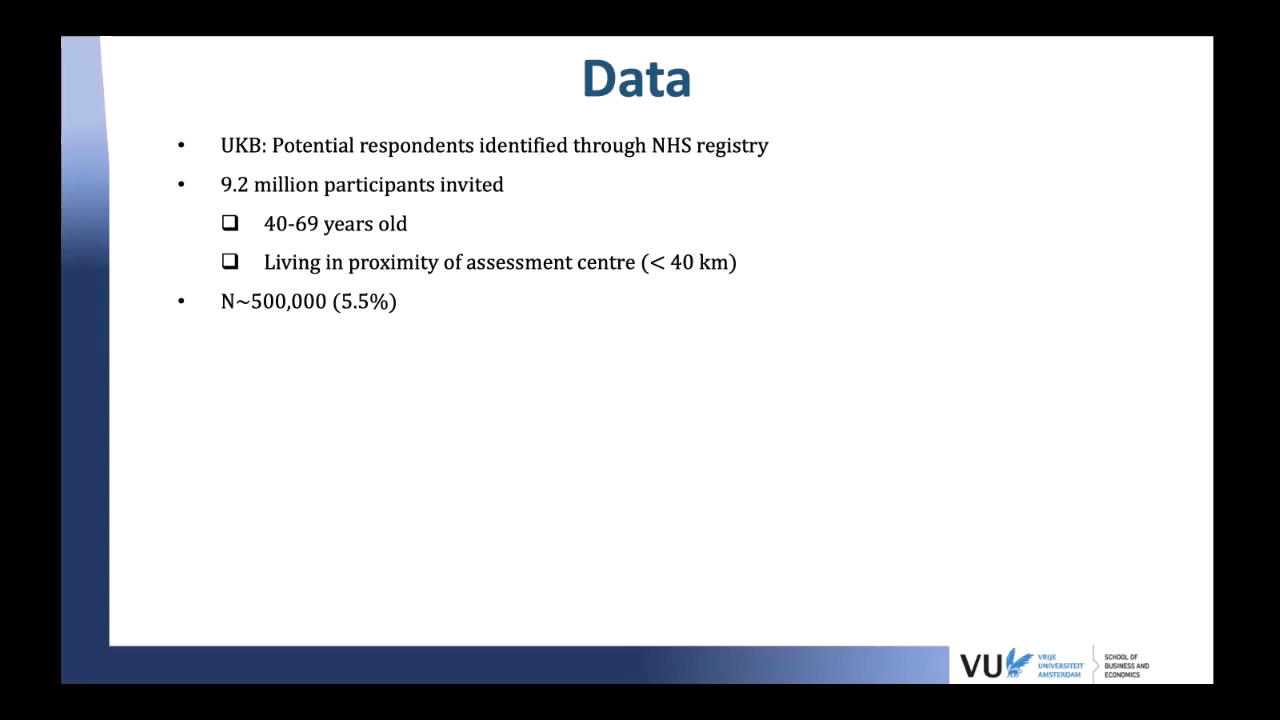 Data
• UKB: Potential respondents identified through NHS registry
• 9.2 million participants invited
❑ 40-69 years old
❑ Living in proximity of assessment centre (< 40 km)
• N~500,000 (5.5%)
VU
VRIJE
UNIVERSITEIT
AMSTERDAM
SCHOOL OF
BUSINESS AND
ECONOMICS